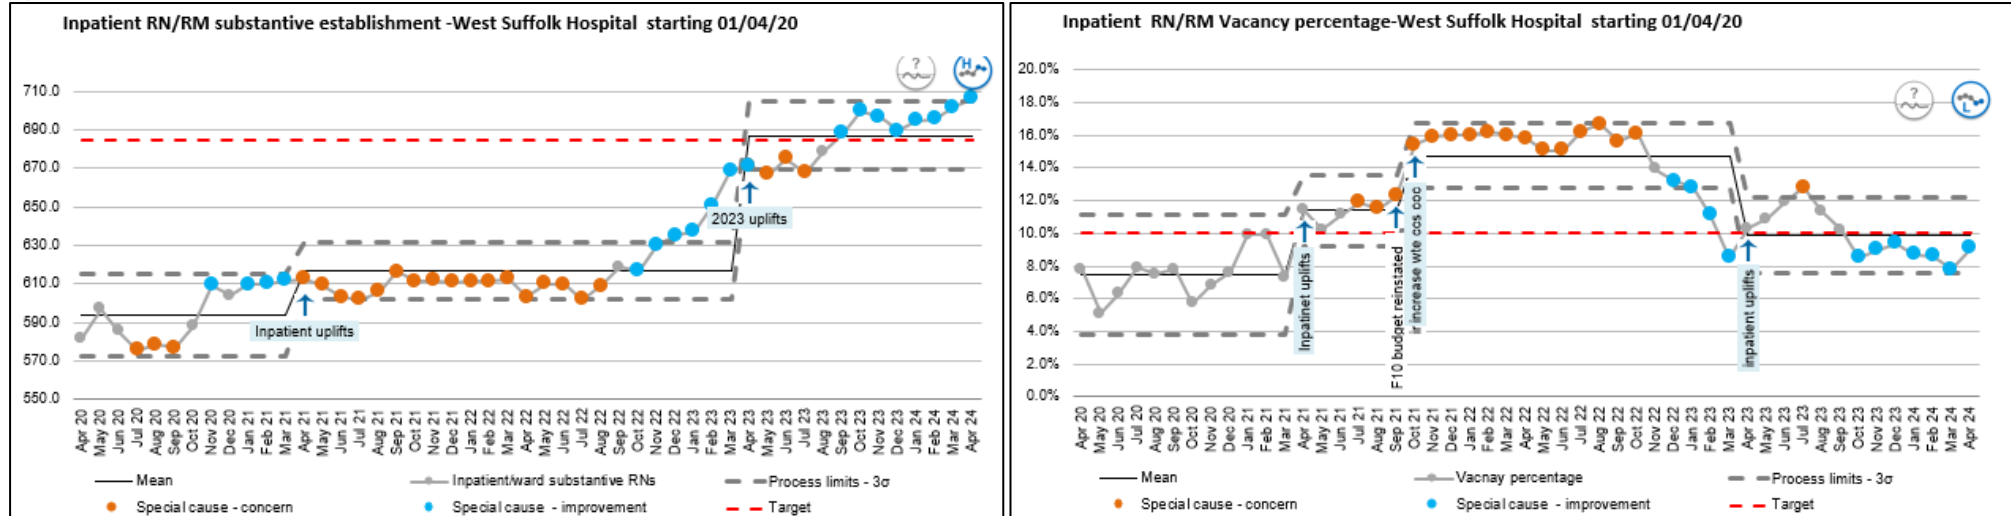 Inpatient RN/RM substantive establishment -West Suffolk Hospital  starting 01/04/20
?
H
710.0
690.0
670.0
650.0
630.0
610.0
590.0
570.0
550.0
2023 uplifts
Inpatient uplifts
Apr 20
May 20
Jun 20
Jul 20
Aug 20
Sep 20
Oct 20
Nov 20
Dec 20
Jan 21
Feb 21
Mar 21
Apr 21
May 21
Jun 21
Jul 21
Aug 21
Sep 21
Oct 21
Nov 21
Dec 21
Jan 22
Feb 22
Mar 22
Apr 22
May 22
Jun 22
Jul 22
Aug 22
Sep 22
Oct 22
Nov 22
Dec 22
Jan 23
Feb 23
Mar 23
Apr 23
May 23
Jun 23
Jul 23
Aug 23
Sep 23
Oct 23
Nov 23
Dec 23
Jan 24
Feb 24
Mar 24
Apr 24
Mean
Inpatient/ward substantive RNs
Process limits - 3σ
Special cause - concern
Special cause  - improvement
Target
Inpatient  RN/RM Vacancy percentage-West Suffolk Hospital  starting 01/04/20
?
L
20.0%
18.0%
16.0%
14.0%
12.0%
10.0%
8.0%
6.0%
4.0%
2.0%
0.0%
Inpatinet uplifts
F10 budget reinstated
r increase wte cos coc
inpatient uplifts
Apr 20
May 20
Jun 20
Jul 20
Aug 20
Sep 20
Oct 20
Nov 20
Dec 20
Jan 21
Feb 21
Mar 21
Apr 21
May 21
Jun 21
Jul 21
Aug 21
Sep 21
Oct 21
Nov 21
Dec 21
Jan 22
Feb 22
Mar 22
Apr 22
May 22
Jun 22
Jul 22
Aug 22
Sep 22
Oct 22
Nov 22
Dec 22
Jan 23
Feb 23
Mar 23
Apr 23
May 23
Jun 23
Jul 23
Aug 23
Sep 23
Oct 23
Nov 23
Dec 23
Jan 24
Feb 24
Mar 24
Apr 24
Mean
Vacnay percentage
Process limits - 3σ
Special cause - concern
Special cause  - improvement
Target